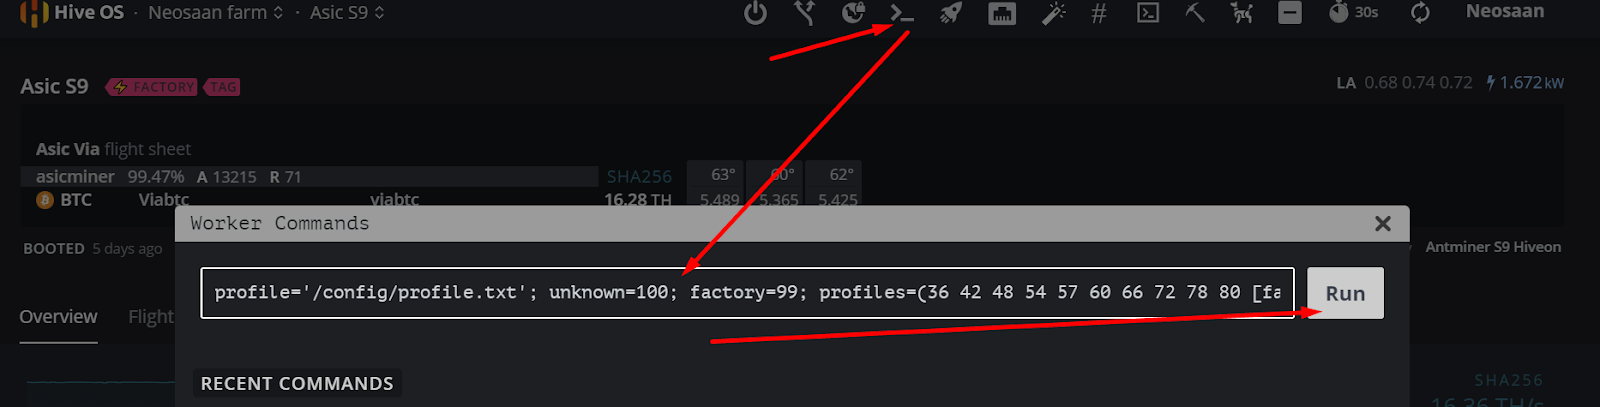 Hive OS · Neosaan farm · Asic S9 30s Neosaan
Asic S9 FACTORY TAG LA 0.68 0.74 0.72 1.672 kW
Asic Via flight sheet
asicminer 99.47% A 13215 R 71 SHA256 63° 60° 62°
BTC Viabtc viabtc 16.28 TH 5.489 5.365 5.425
Worker Commands
BOOTED 5 days ago Antminer S9 Hiveon
profile='/config/profile.txt'; unknown=100; factory=99; profiles=(36 42 48 54 57 60 66 72 78 80 [fa
Run
Overview Flight
RECENT COMMANDS
SHA256
16.36 TH/s